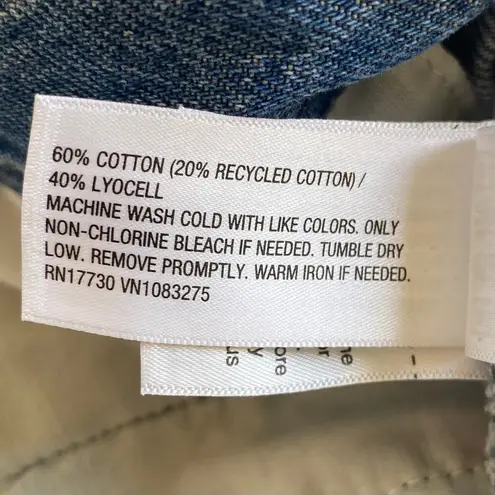 60% COTTON (20% RECYCLED COTTON) /
40% LYOCELL
MACHINE WASH COLD WITH LIKE COLORS. ONLY
NON-CHLORINE BLEACH IF NEEDED. TUMBLE DRY
LOW. REMOVE PROMPTLY. WARM IRON IF NEEDED.
RN17730 VN1083275